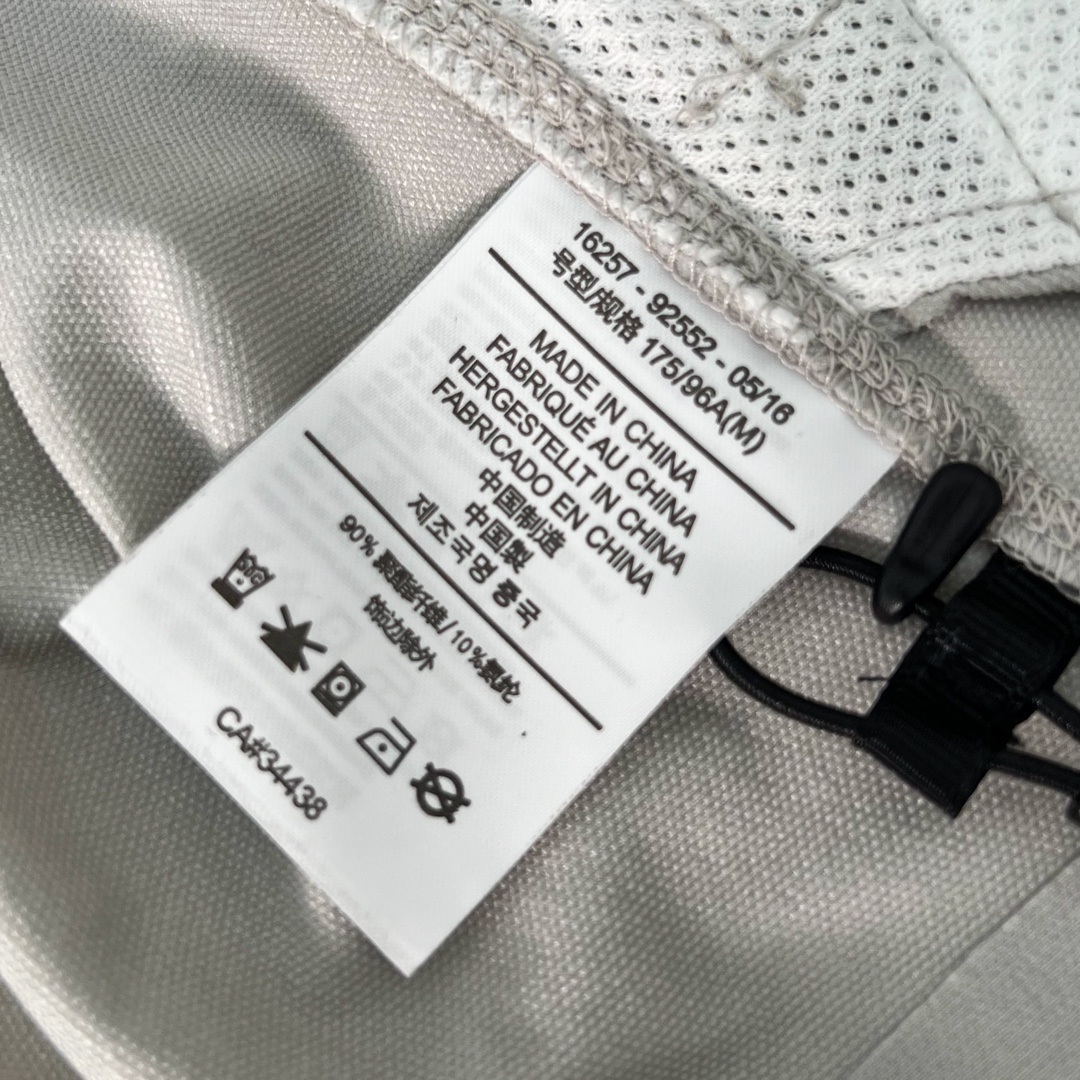 16257 - 92552 - 05/16
号型/规格 175/96A(M)
MADE IN CHINA
FABRIQUÉ AU CHINA
HERGESTELLT IN CHINA
FABRICADO EN CHINA
中国制造
中国製
제조국명 중국
90% 聚酯纤维 / 10%氨纶
饰边除外
CA#34438